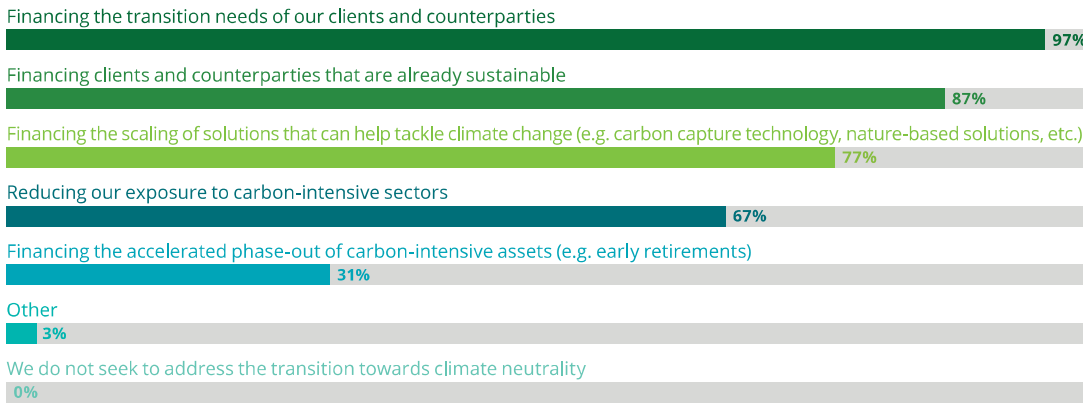 Financing the transition needs of our clients and counterparties
97%
Financing clients and counterparties that are already sustainable
87%
Financing the scaling of solutions that can help tackle climate change (e.g. carbon capture technology, nature-based solutions, etc.)
77%
Reducing our exposure to carbon-intensive sectors
67%
Financing the accelerated phase-out of carbon-intensive assets (e.g. early retirements)
31%
Other
3%
We do not seek to address the transition towards climate neutrality
0%